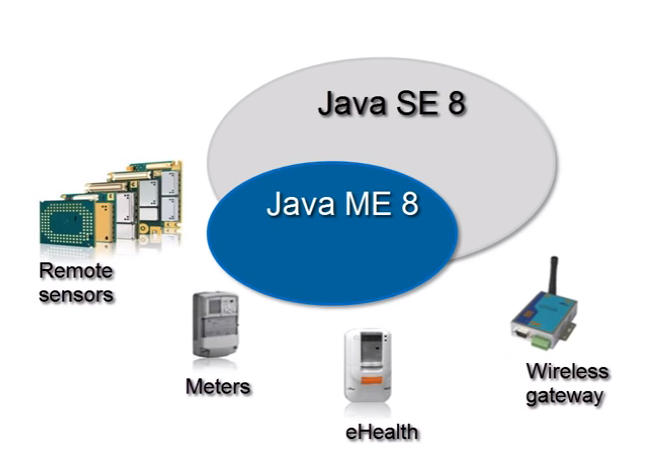 Java SE 8
Java ME 8
Remote
sensors
Meters
eHealth
Wireless
gateway